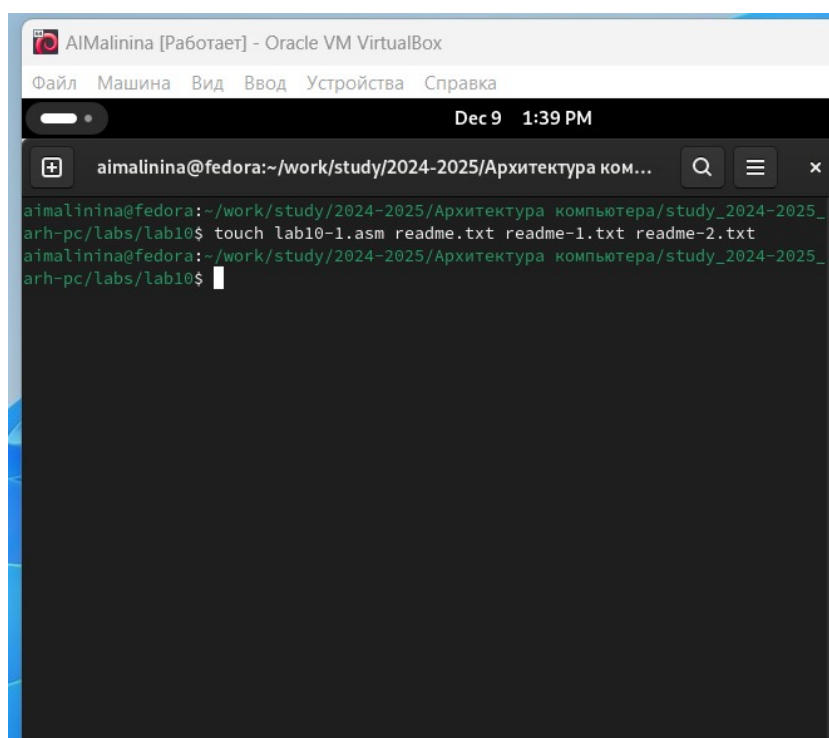 AIMalinina [Работает] - Oracle VM VirtualBox
Файл Машина Вид Ввод Устройства Справка
Dec 9 1:39 PM
aimalinina@fedora:~/work/study/2024-2025/Архитектура ком...
aimalinina@fedora:~/work/study/2024-2025/Архитектура компьютера/study_2024-2025_
arh-pc/labs/lab10$ touch lab10-1.asm readme.txt readme-1.txt readme-2.txt
aimalinina@fedora:~/work/study/2024-2025/Архитектура компьютера/study_2024-2025_
arh-pc/labs/lab10$